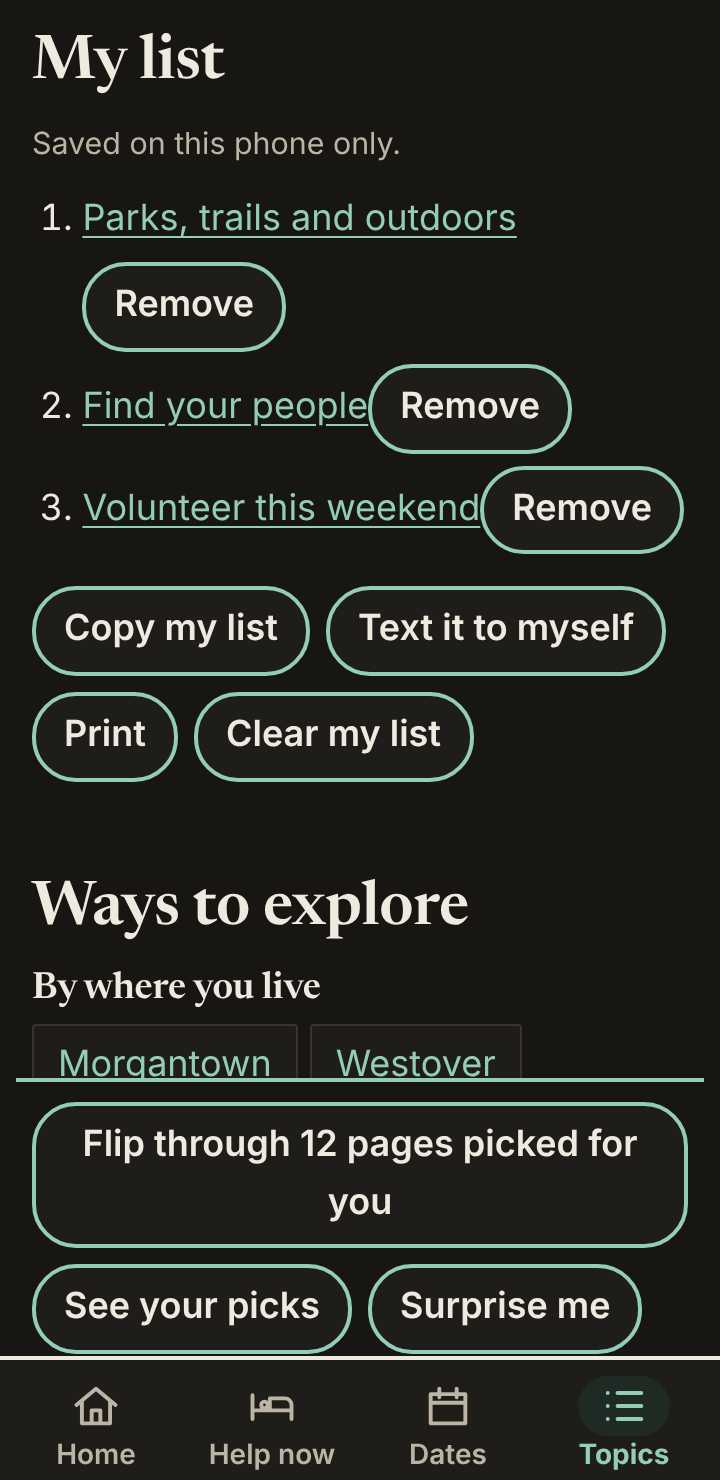 My list
Saved on this phone only.
1. Parks, trails and outdoors
Remove
2. Find your people Remove
3. Volunteer this weekend Remove
Copy my list Text it to myself
Print Clear my list
Ways to explore
By where you live
Morgantown Westover
Flip through 12 pages picked for
you
See your picks Surprise me
Home Help now Dates Topics